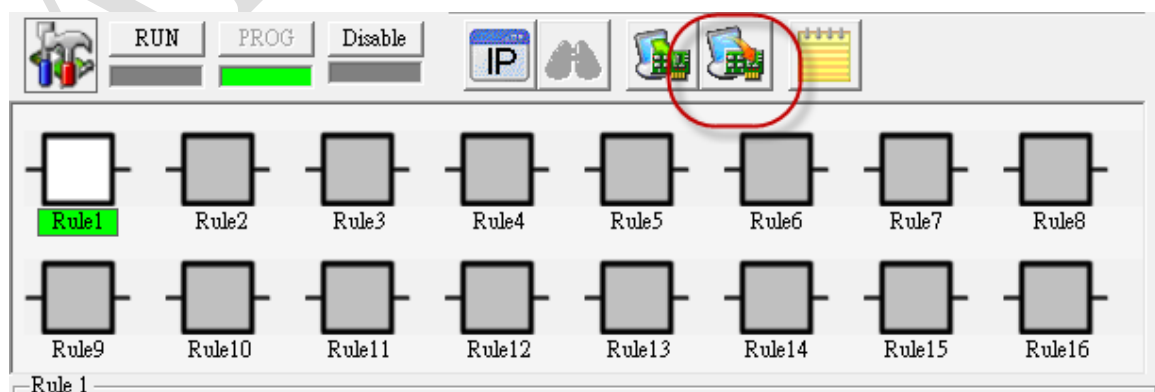 RUN PROG Disable IP
Rule1 Rule2 Rule3 Rule4 Rule5 Rule6 Rule7 Rule8
Rule9 Rule10 Rule11 Rule12 Rule13 Rule14 Rule15 Rule16
Rule 1